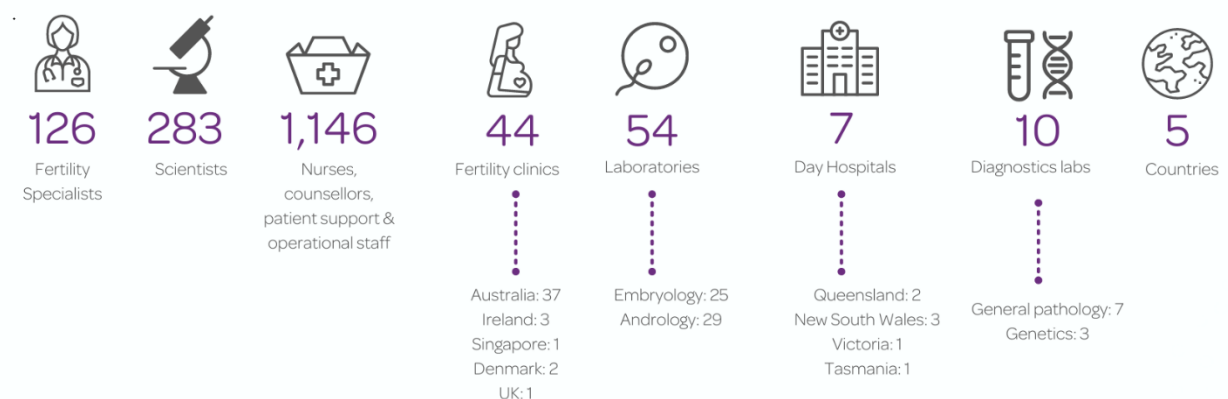 .
126
Fertility
Specialists
283
Scientists
1,146
Nurses,
counsellors,
patient support &
operational staff
44
Fertility clinics
Australia: 37
Ireland: 3
Singapore: 1
Denmark: 2
UK: 1
54
Laboratories
Embryology: 25
Andrology: 29
7
Day Hospitals
Queensland: 2
New South Wales: 3
Victoria: 1
Tasmania: 1
10
Diagnostics labs
General pathology: 7
Genetics: 3
5
Countries